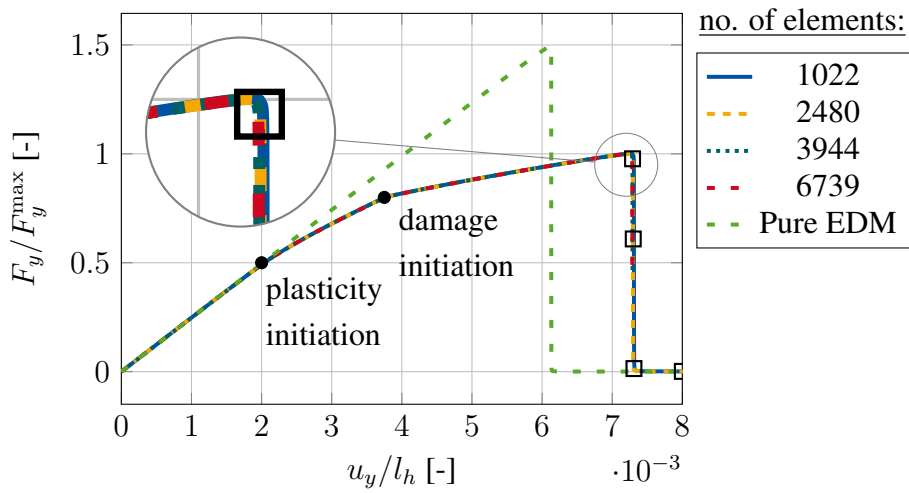 no. of elements:
1022
2480
3944
6739
Pure EDM
1.5
1
0.5
0
F_y/F_y^max [-]
damage
initiation
plasticity
initiation
0 1 2 3 4 5 6 7 8
u_y/l_h [-]
·10⁻³